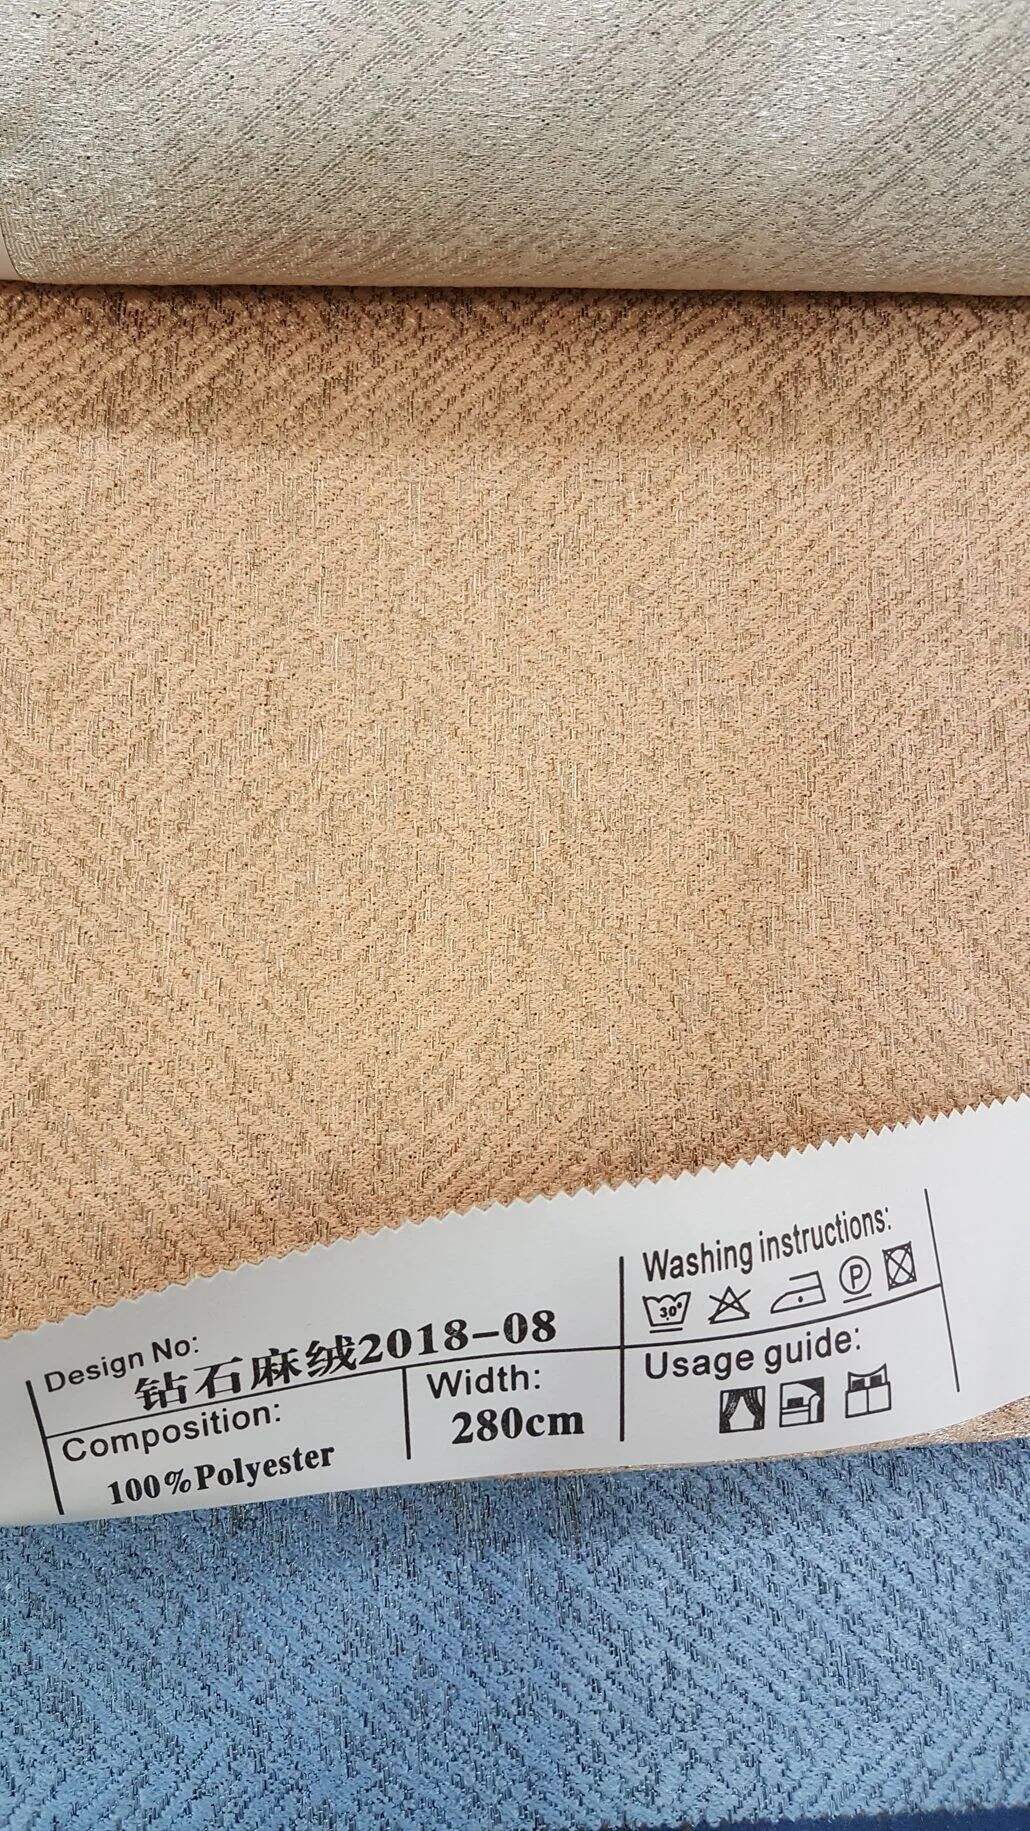 Design No:
钻石麻绒2018-08
Composition:
100%Polyester
Width:
280cm
Washing instructions:
30°
P
Usage guide: